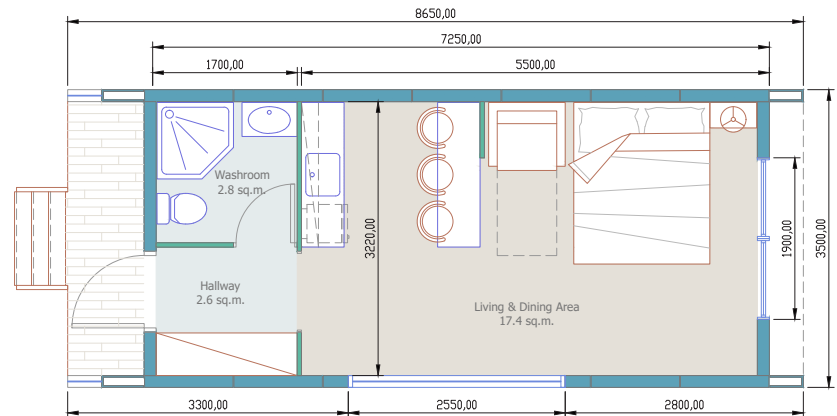 8650,00
7250,00
1700,00
5500,00
Washroom
2.8 sq.m.
3220,00
1900,00
3500,00
Hallway
2.6 sq.m.
Living & Dining Area
17.4 sq.m.
3300,00
2550,00
2800,00